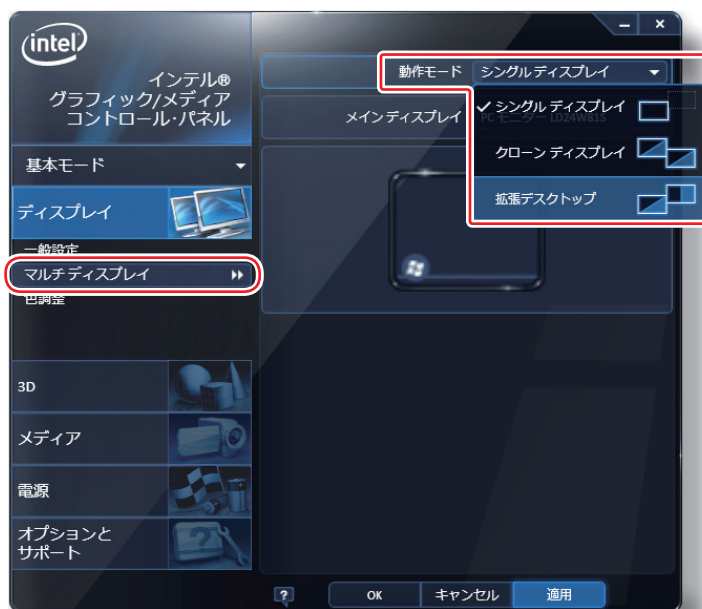 intel
インテル®
グラフィック/メディア
コントロール・パネル
基本モード
ディスプレイ
一般設定
マルチディスプレイ
色調整
3D
メディア
電源
オプションと
サポート
動作モード シングルディスプレイ
メインディスプレイ PC モニター LD24W81S
シングルディスプレイ
クローンディスプレイ
拡張デスクトップ
? OK キャンセル 適用